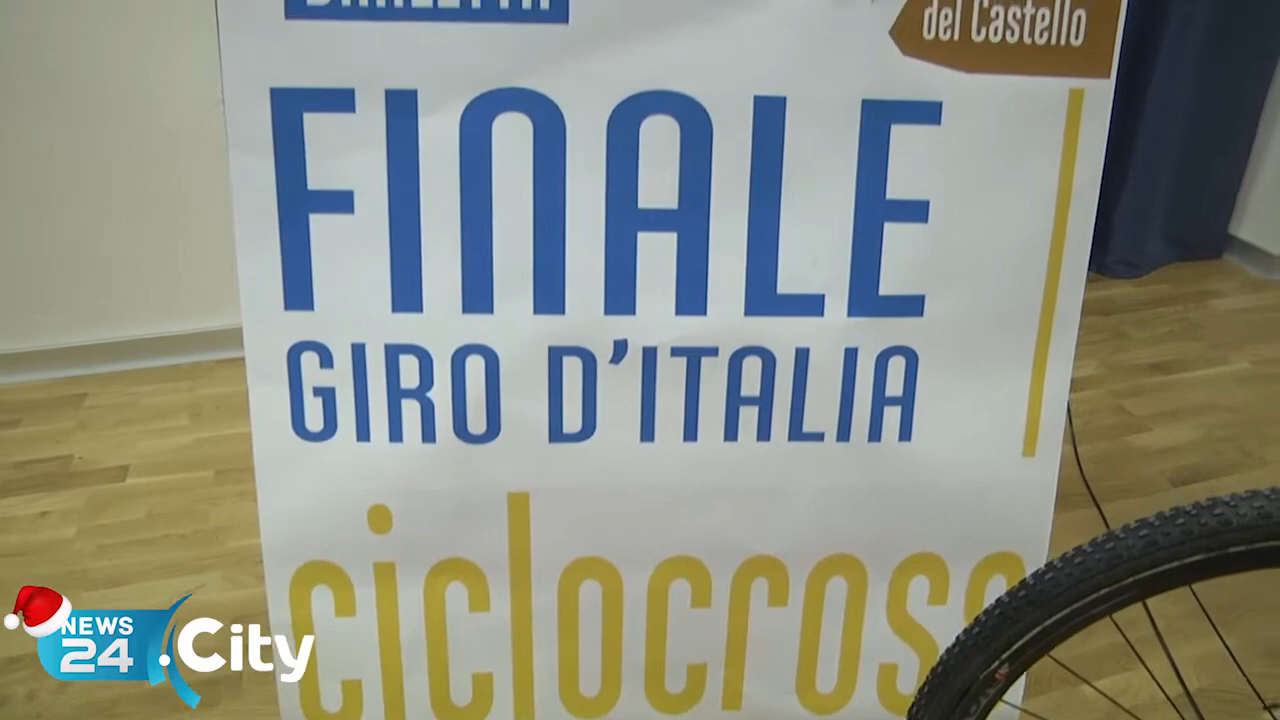 del Castello
FINALE
GIRO D'ITALIA
ciclocross
NEWS
24 .City